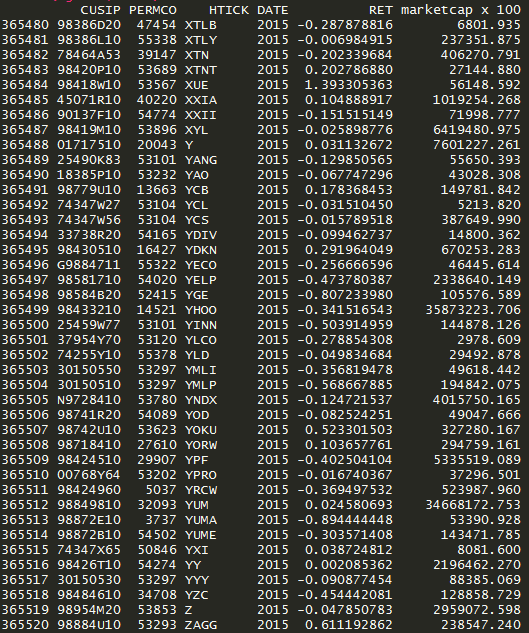 CUSIP PERMCO HTICK DATE RET marketcap x 100
365480 98386D20 47454 XTLB 2015 -0.287878816 6801.935
365481 98386L10 55338 XTLY 2015 -0.006984915 237351.875
365482 78464A53 39147 XTN 2015 -0.202339684 406270.791
365483 98420P10 53689 XTNT 2015 0.202786880 27144.880
365484 98418W10 53567 XUE 2015 1.393305363 56148.592
365485 45071R10 40220 XXIA 2015 0.104888917 1019254.268
365486 90137F10 54774 XXII 2015 -0.151515149 71998.777
365487 98419M10 53896 XYL 2015 -0.025898776 6419480.975
365488 01717510 20043 Y 2015 0.031132672 7601227.261
365489 25490K83 53101 YANG 2015 -0.129850565 55650.393
365490 18385P10 53232 YAO 2015 -0.067747296 43028.308
365491 98779U10 13663 YCB 2015 0.178368453 149781.842
365492 74347W27 53104 YCL 2015 -0.031510450 5213.820
365493 74347W56 53104 YCS 2015 -0.015789518 387649.990
365494 33738R20 54165 YDIV 2015 -0.099462737 14800.362
365495 98430510 16427 YDKN 2015 0.291964049 670253.283
365496 G9884711 55322 YECO 2015 -0.256666596 46445.614
365497 98581710 54020 YELP 2015 -0.473780387 2338640.149
365498 98584B20 52415 YGE 2015 -0.807233980 105576.589
365499 98433210 14521 YHOO 2015 -0.341516543 35873223.706
365500 25459W77 53101 YINN 2015 -0.503914959 144878.126
365501 37954Y70 53120 YLCO 2015 -0.278854308 2978.609
365502 74255Y10 55378 YLD 2015 -0.049834684 29492.878
365503 30150550 53297 YMLI 2015 -0.356819478 49618.442
365504 30150510 53297 YMLP 2015 -0.568667885 194842.075
365505 N9728410 53780 YNDX 2015 -0.124721537 4015750.165
365506 98741R20 54089 YOD 2015 -0.082524251 49047.666
365507 98742U10 53623 YOKU 2015 0.523301503 327280.167
365508 98718410 27610 YORW 2015 0.103657761 294759.161
365509 98424510 29907 YPF 2015 -0.402504104 5335519.089
365510 00768Y64 53202 YPRO 2015 -0.016740367 37296.501
365511 98424960 5037 YRCW 2015 -0.369497532 523987.960
365512 98849810 32093 YUM 2015 0.024580693 34668172.753
365513 98872E10 3737 YUMA 2015 -0.894444448 53390.928
365514 98872B10 54502 YUME 2015 -0.303571408 143471.785
365515 74347X65 50846 YXI 2015 0.038724812 8081.600
365516 98426T10 54274 YY 2015 0.002085362 2196462.270
365517 30150530 53297 YYY 2015 -0.090877454 88385.069
365518 98484610 34708 YZC 2015 -0.454442081 128858.729
365519 98954M20 53853 Z 2015 -0.047850783 2959072.598
365520 98884U10 53293 ZAGG 2015 0.611192862 238547.240